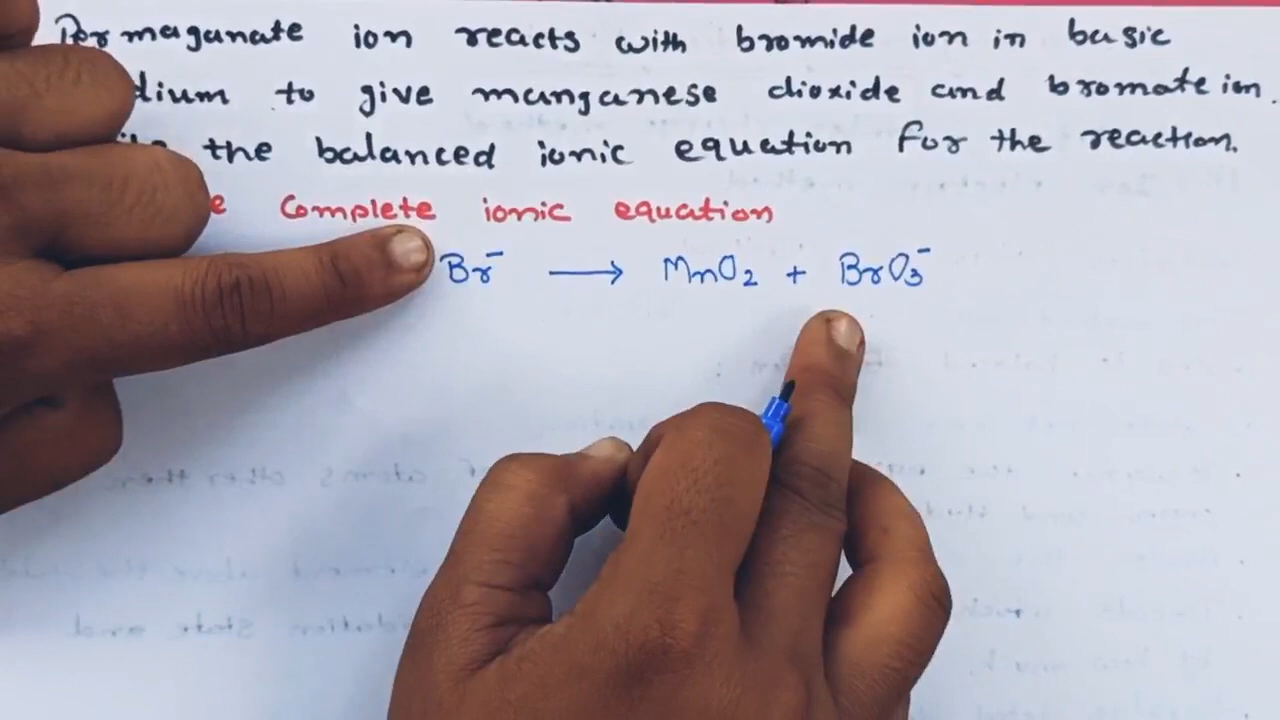 Permaganate ion reacts with bromide ion in basic
dium to give manganese dioxide and bromate ion.
the balanced ionic equation for the reaction.
e Complete ionic equation
Br⁻ ⟶ MnO₂ + BrO₃⁻